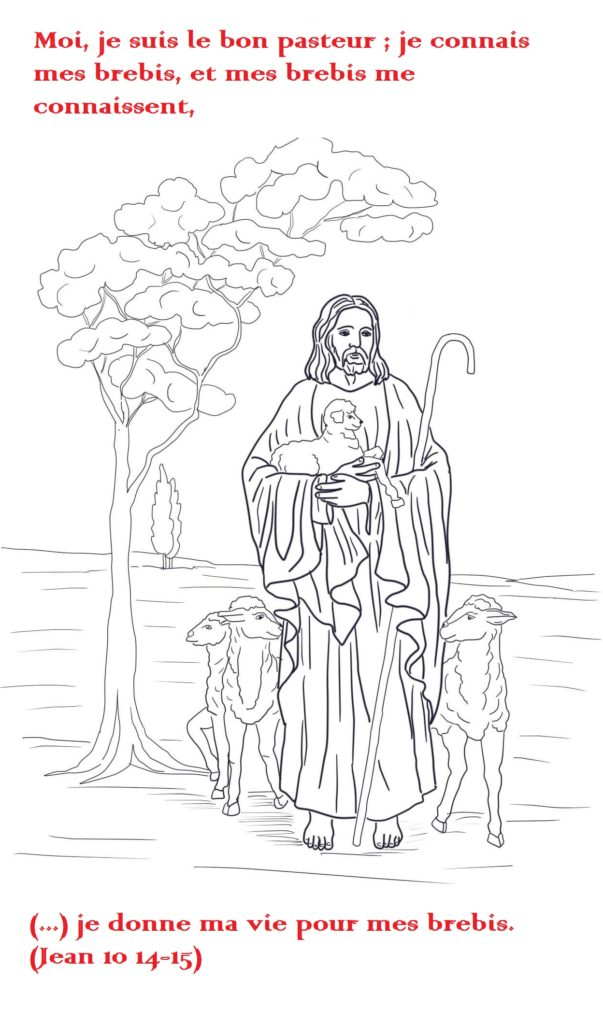 Moi, je suis le bon pasteur ; je connais
mes brebis, et mes brebis me
connaissent,
(...) je donne ma vie pour mes brebis.
(Jean 10 14-15)